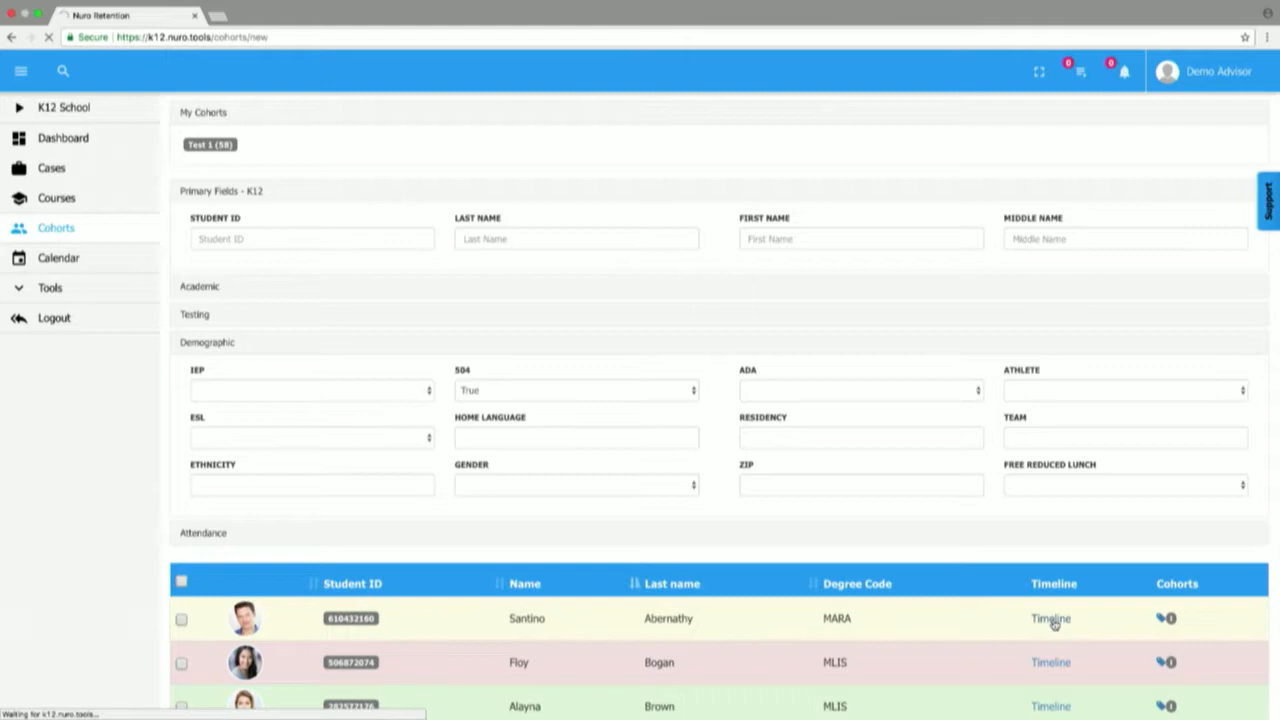 Nuro Retention
Secure https://k12.nuro.tools/cohorts/new
0 0 Demo Advisor
K12 School
Dashboard
Cases
Courses
Cohorts
Calendar
Tools
Logout
My Cohorts
Test 1 (58)
Primary Fields - K12
STUDENT ID LAST NAME FIRST NAME MIDDLE NAME
Student ID Last Name First Name Middle Name
Academic
Testing
Demographic
IEP 504 ADA ATHLETE
True
ESL HOME LANGUAGE RESIDENCY TEAM
ETHNICITY GENDER ZIP FREE REDUCED LUNCH
Attendance
Support
Student ID Name Last name Degree Code Timeline Cohorts
610432160 Santino Abernathy MARA Timeline
506872074 Floy Bogan MLIS Timeline
Alayna Brown MLIS Timeline
Waiting for k12.nuro.tools...